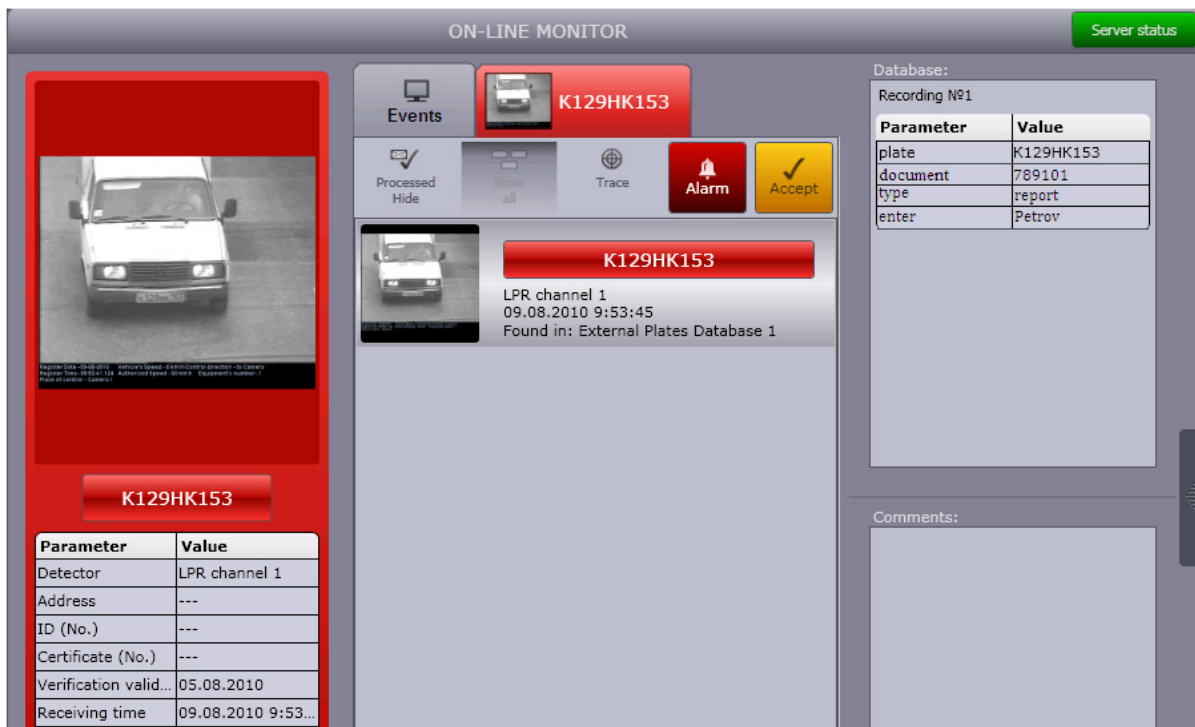 ON-LINE MONITOR
Server status
K129HK153
Parameter Value
Detector LPR channel 1
Address ---
ID (No.) ---
Certificate (No.) ---
Verification valid... 05.08.2010
Receiving time 09.08.2010 9:53...
Events
K129HK153
Processed
Hide
Show
all
Trace
Alarm
Accept
K129HK153
LPR channel 1
09.08.2010 9:53:45
Found in: External Plates Database 1
Database:
Recording №1
Parameter Value
plate K129HK153
document 789101
type report
enter Petrov
Comments: